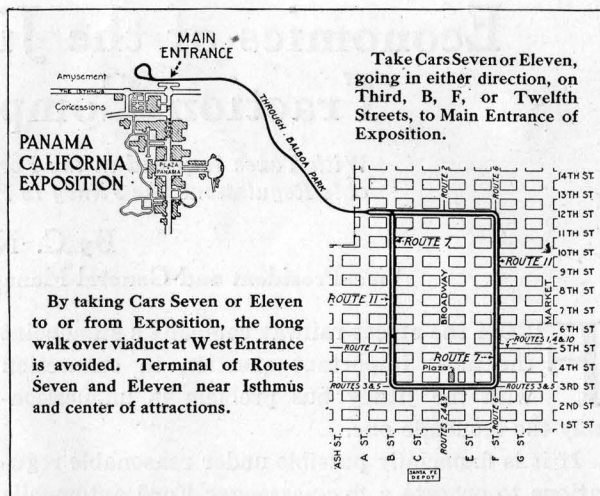 MAIN
ENTRANCE
Amusement
THE ISTHMUS
Concessions
PANAMA
CALIFORNIA
EXPOSITION
PLAZA
DE
PANAMA
THROUGH BALBOA PARK
Take Cars Seven or Eleven,
going in either direction, on
Third, B, F, or Twelfth
Streets, to Main Entrance of
Exposition.
By taking Cars Seven or Eleven
to or from Exposition, the long
walk over viaduct at West Entrance
is avoided. Terminal of Routes
Seven and Eleven near Isthmus
and center of attractions.
ROUTE 2
ROUTE 6
14TH ST.
13TH ST.
12TH ST
11TH ST.
10TH ST
9TH ST
8TH ST.
7TH ST.
6TH ST
5TH ST.
4TH ST.
3RD ST
2ND ST
1ST ST
ROUTE 7
ROUTE 11
ROUTE 11
BROADWAY
MARKET
ROUTE 1
ROUTES 1,4 & 10
ROUTE 7
Plaza
ROUTES 3 & 5
ROUTES 3 & 5
ROUTES 2,4 & 9
ROUTE 6
ASH ST.
A ST.
B ST.
C ST.
E ST.
F ST.
G ST.
SANTA FE
DEPOT